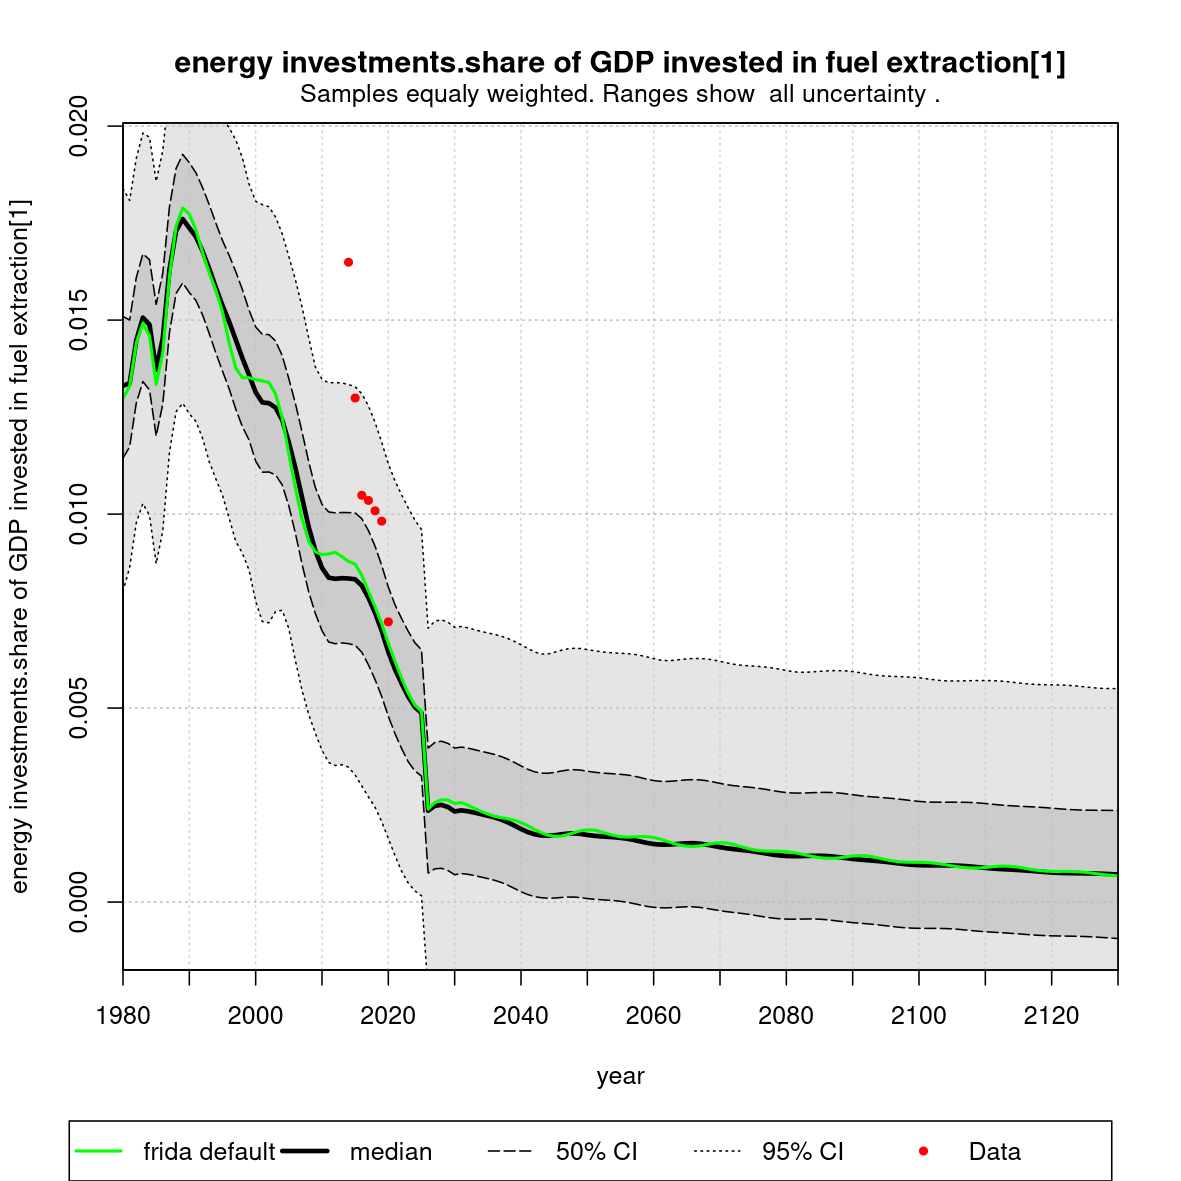 energy investments.share of GDP invested in fuel extraction[1]
Samples equaly weighted. Ranges show  all uncertainty .
energy investments.share of GDP invested in fuel extraction[1]
0.020
0.015
0.010
0.005
0.000
1980 2000 2020 2040 2060 2080 2100 2120
year
frida default median 50% CI 95% CI Data